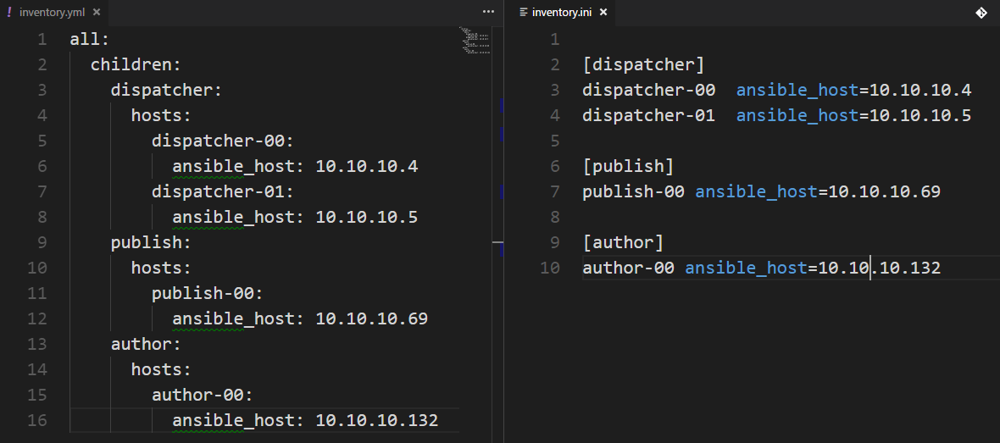 ! inventory.yml ×
1 all:
2   children:
3     dispatcher:
4       hosts:
5         dispatcher-00:
6           ansible_host: 10.10.10.4
7         dispatcher-01:
8           ansible_host: 10.10.10.5
9     publish:
10       hosts:
11         publish-00:
12           ansible_host: 10.10.10.69
13     author:
14       hosts:
15         author-00:
16           ansible_host: 10.10.10.132
inventory.ini ×
1
2 [dispatcher]
3 dispatcher-00  ansible_host=10.10.10.4
4 dispatcher-01  ansible_host=10.10.10.5
5
6 [publish]
7 publish-00 ansible_host=10.10.10.69
8
9 [author]
10 author-00 ansible_host=10.10.10.132